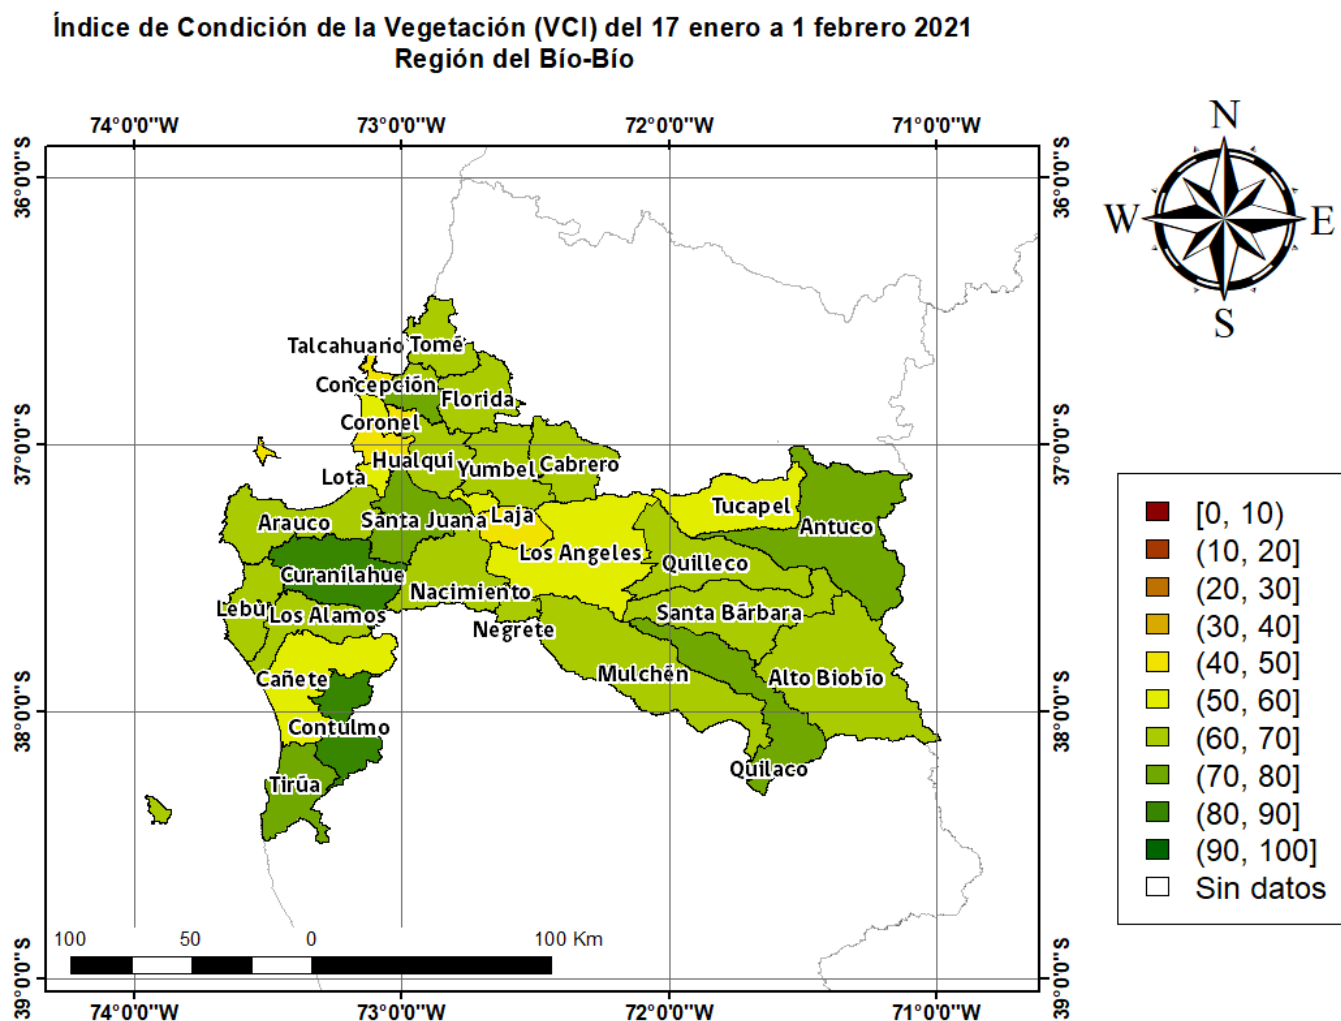 Índice de Condición de la Vegetación (VCI) del 17 enero a 1 febrero 2021
Región del Bío-Bío
74°0'0"W 73°0'0"W 72°0'0"W 71°0'0"W
N
W E
S
36°0'0"S 36°0'0"S
Talcahuano Tomé
Concepción
Florida
Coronel
37°0'0"S 37°0'0"S
Hualqui Yumbel Cabrero
Lota
Tucapel
Arauco Santa Juana Laja
Antuco
Los Angeles
Quilleco
Curanilahue
Nacimiento
Lebu Los Alamos
Santa Bárbara
Negrete
Cañete
Mulchén
Alto Biobío
38°0'0"S 38°0'0"S
Contulmo
Quilaco
Tirúa
100 50 0 100 Km
39°0'0"S 39°0'0"S
74°0'0"W 73°0'0"W 72°0'0"W 71°0'0"W
[0, 10)
(10, 20]
(20, 30]
(30, 40]
(40, 50]
(50, 60]
(60, 70]
(70, 80]
(80, 90]
(90, 100]
Sin datos